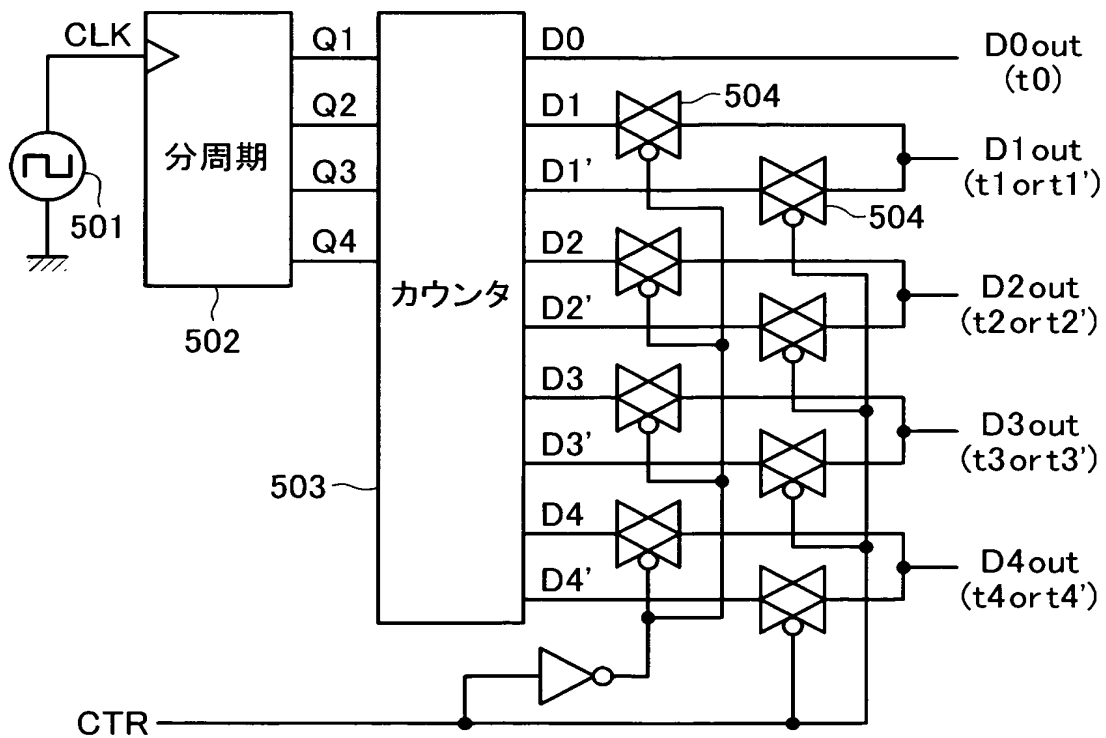 CLK
Q1
Q2
Q3
Q4
分周期
501
502
カウンタ
503
D0
D1
D1'
D2
D2'
D3
D3'
D4
D4'
504
504
D0out
(t0)
D1out
(t1ort1')
D2out
(t2ort2')
D3out
(t3ort3')
D4out
(t4ort4')
CTR